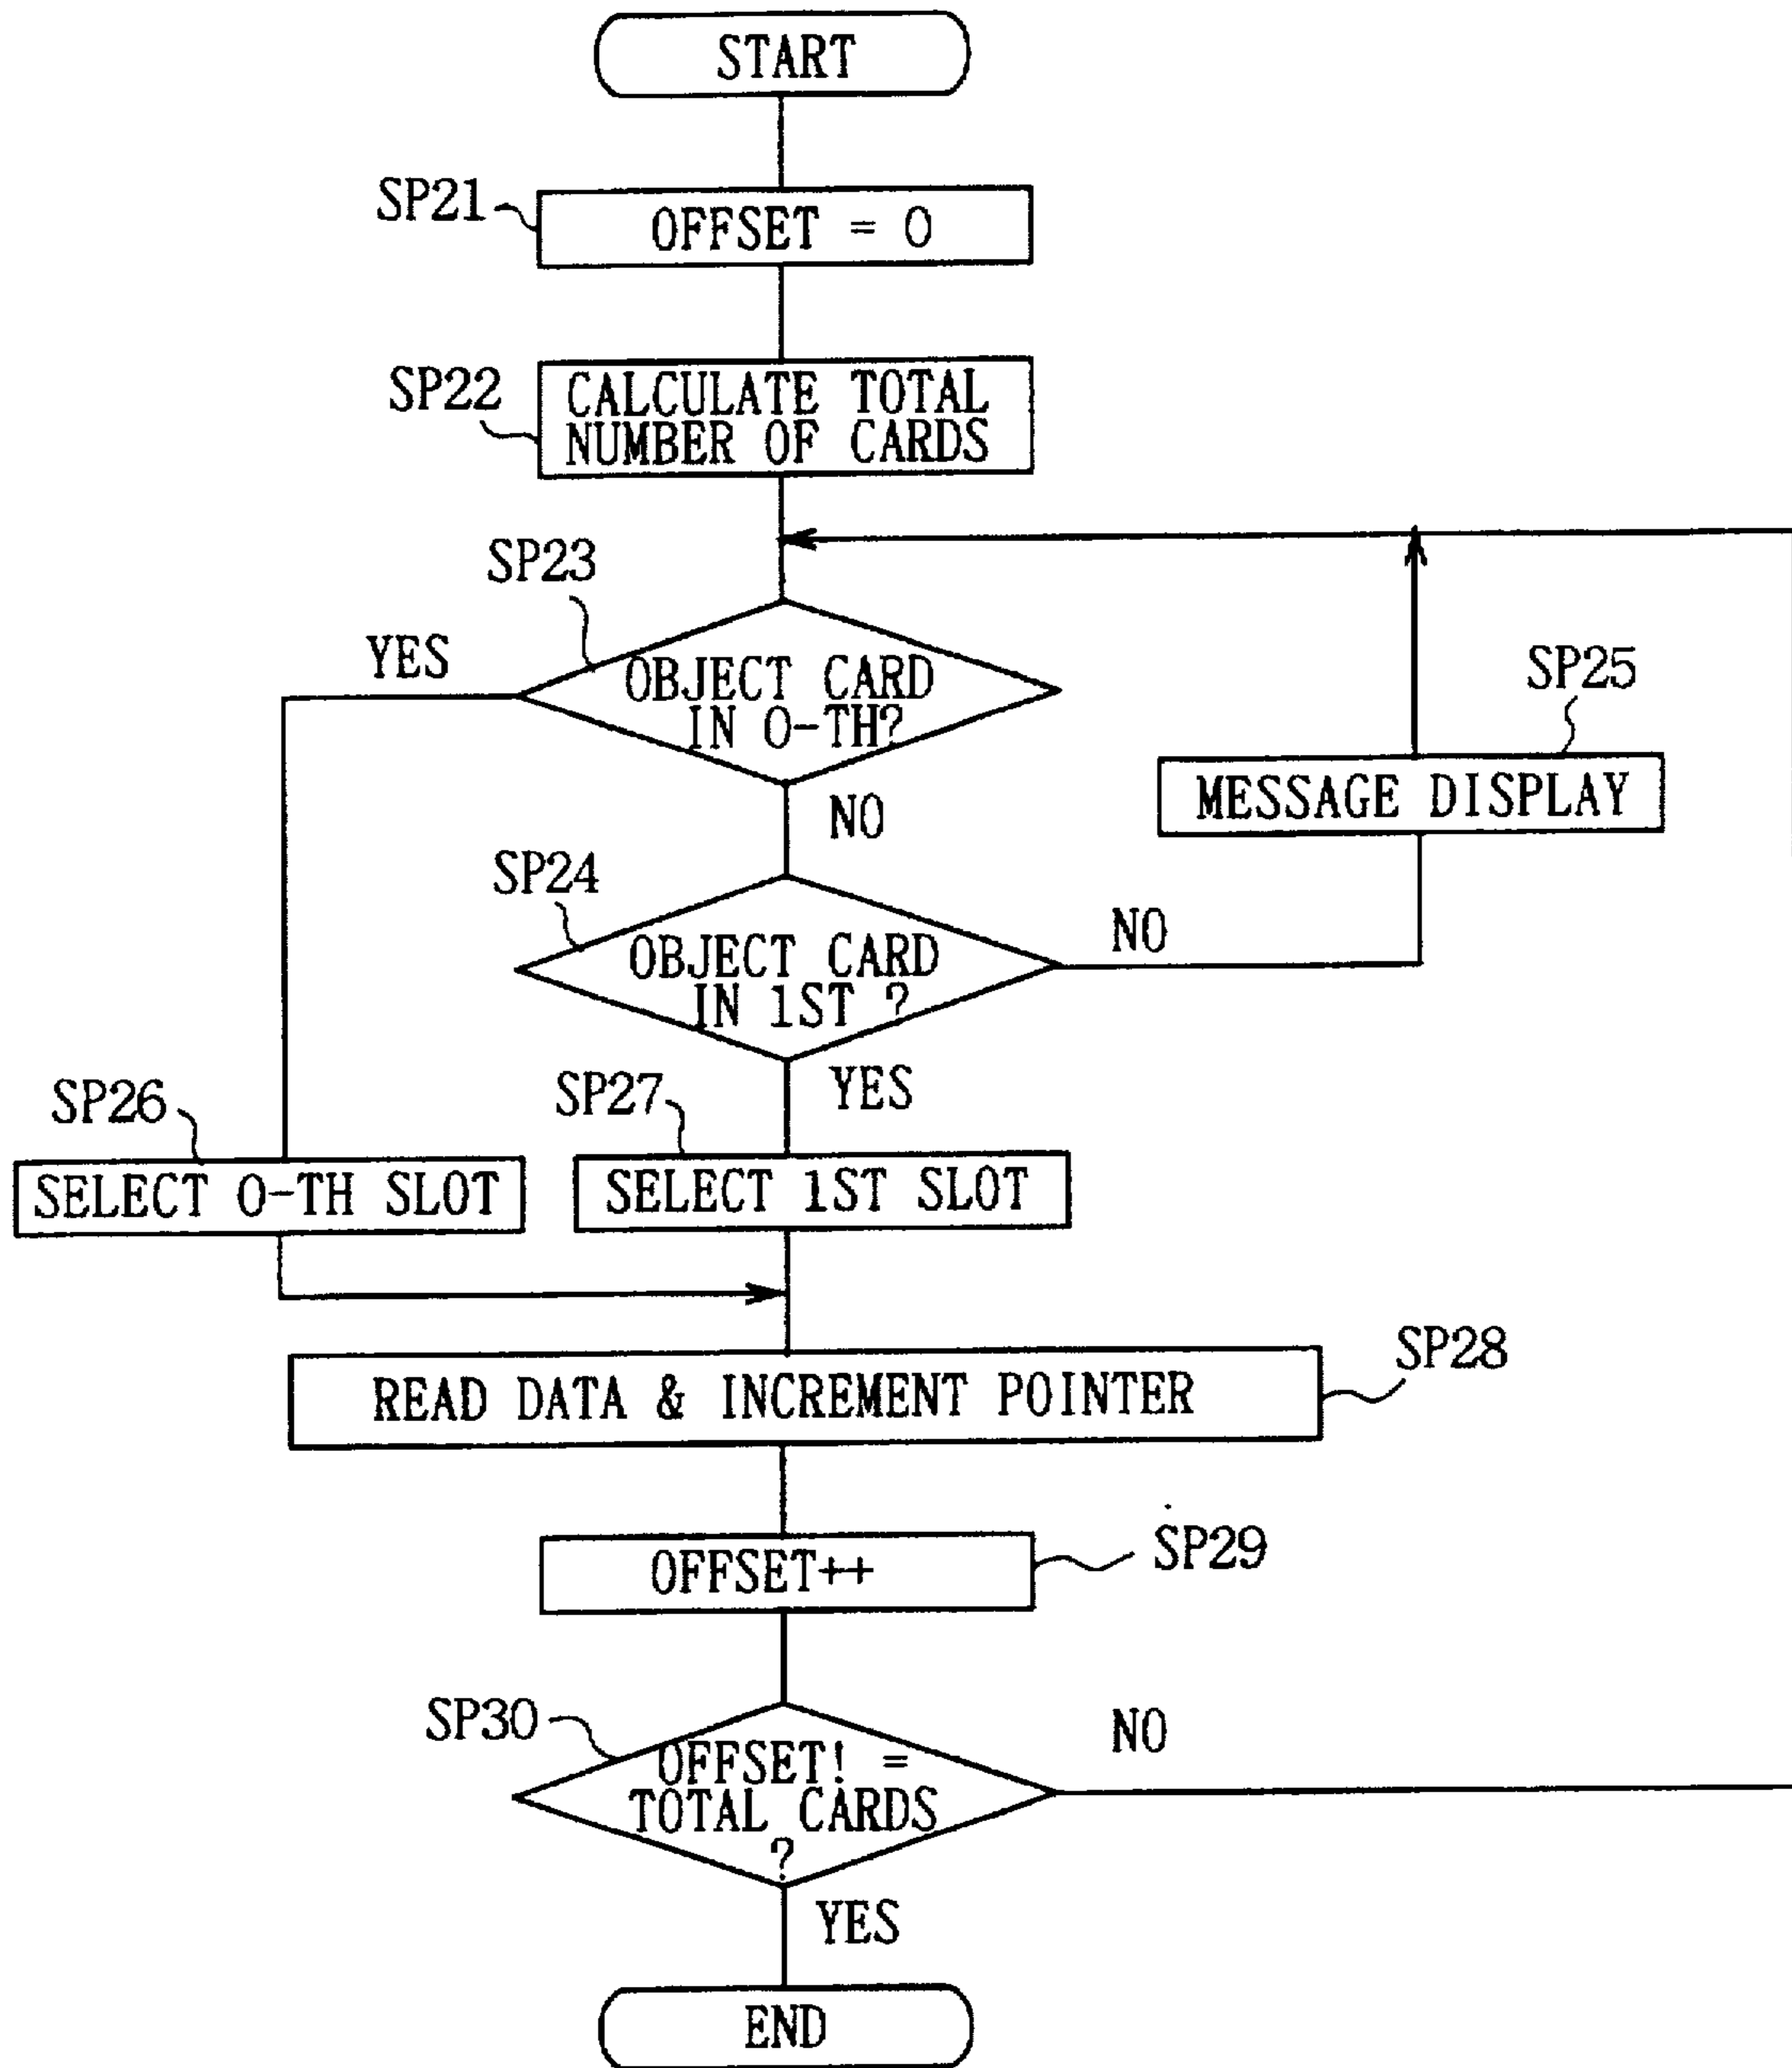 START
SP21
OFFSET = 0
SP22
CALCULATE TOTAL
NUMBER OF CARDS
SP23
YES
OBJECT CARD
IN 0-TH?
NO
SP25
MESSAGE DISPLAY
SP24
OBJECT CARD
IN 1ST ?
NO
YES
SP26
SELECT 0-TH SLOT
SP27
SELECT 1ST SLOT
SP28
READ DATA & INCREMENT POINTER
OFFSET++
SP29
SP30
OFFSET! =
TOTAL CARDS
?
NO
YES
END